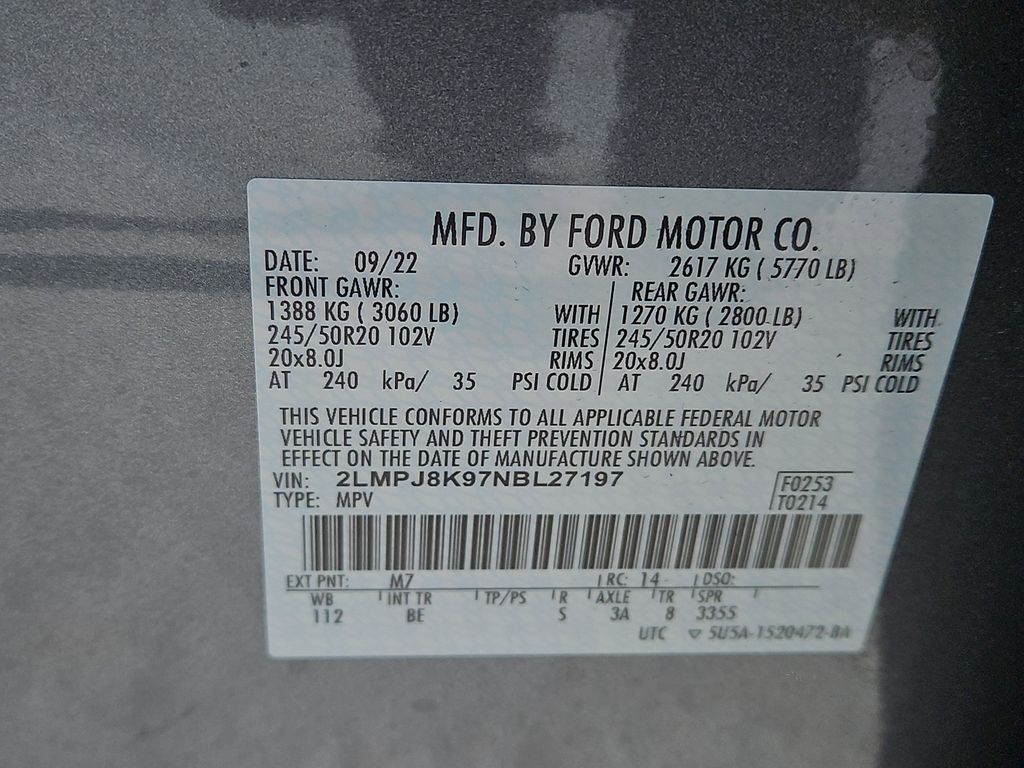 MFD. BY FORD MOTOR CO.
DATE: 09/22 GVWR: 2617 KG ( 5770 LB)
FRONT GAWR: REAR GAWR:
1388 KG ( 3060 LB) WITH 1270 KG ( 2800 LB) WITH
245/50R20 102V TIRES 245/50R20 102V TIRES
20x8.0J RIMS 20x8.0J RIMS
AT 240 kPa/ 35 PSI COLD AT 240 kPa/ 35 PSI COLD
THIS VEHICLE CONFORMS TO ALL APPLICABLE FEDERAL MOTOR
VEHICLE SAFETY AND THEFT PREVENTION STANDARDS IN
EFFECT ON THE DATE OF MANUFACTURE SHOWN ABOVE.
VIN: 2LMPJ8K97NBL27197 F0253
TYPE: MPV T0214
EXT PNT: M7 RC: 14 DSO:
WB INT TR TP/PS R AXLE TR SPR
112 BE S 3A 8 3355
UTC ▽ 5U5A-1520472-BA